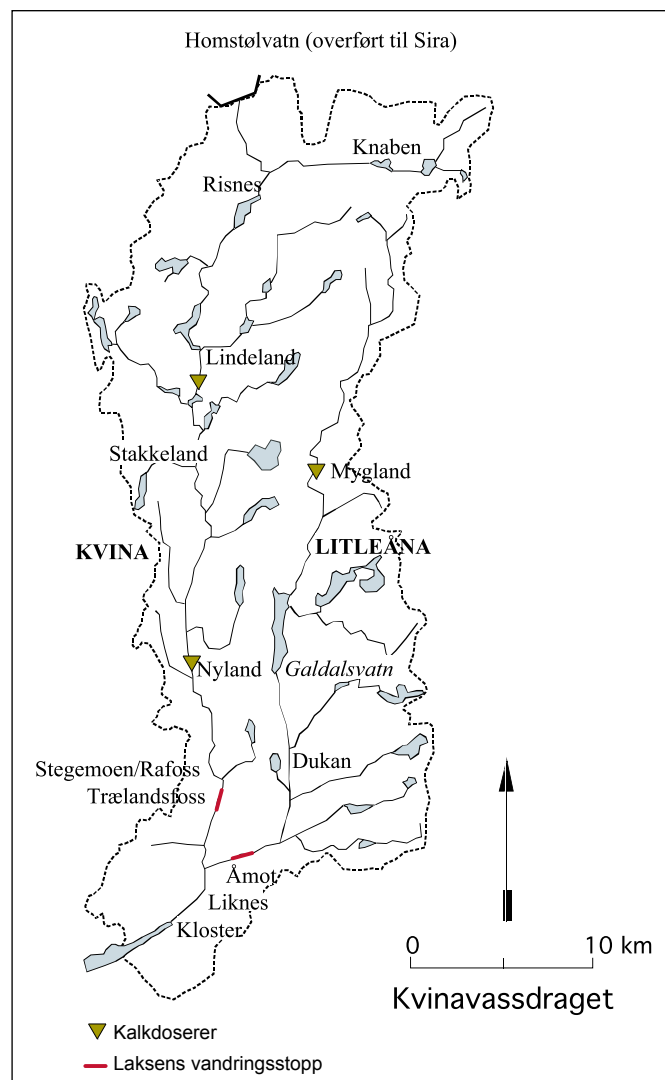 Homstølvatn (overført til Sira)
Knaben
Risnes
Lindeland
Stakkeland
Mygland
KVINA
LITLEÅNA
Nyland
Galdalsvatn
Dukan
Stegemoen/Rafoss
Trælandsfoss
Åmot
Liknes
Kloster
0 10 km
Kvinavassdraget
Kalkdoserer
Laksens vandringsstopp